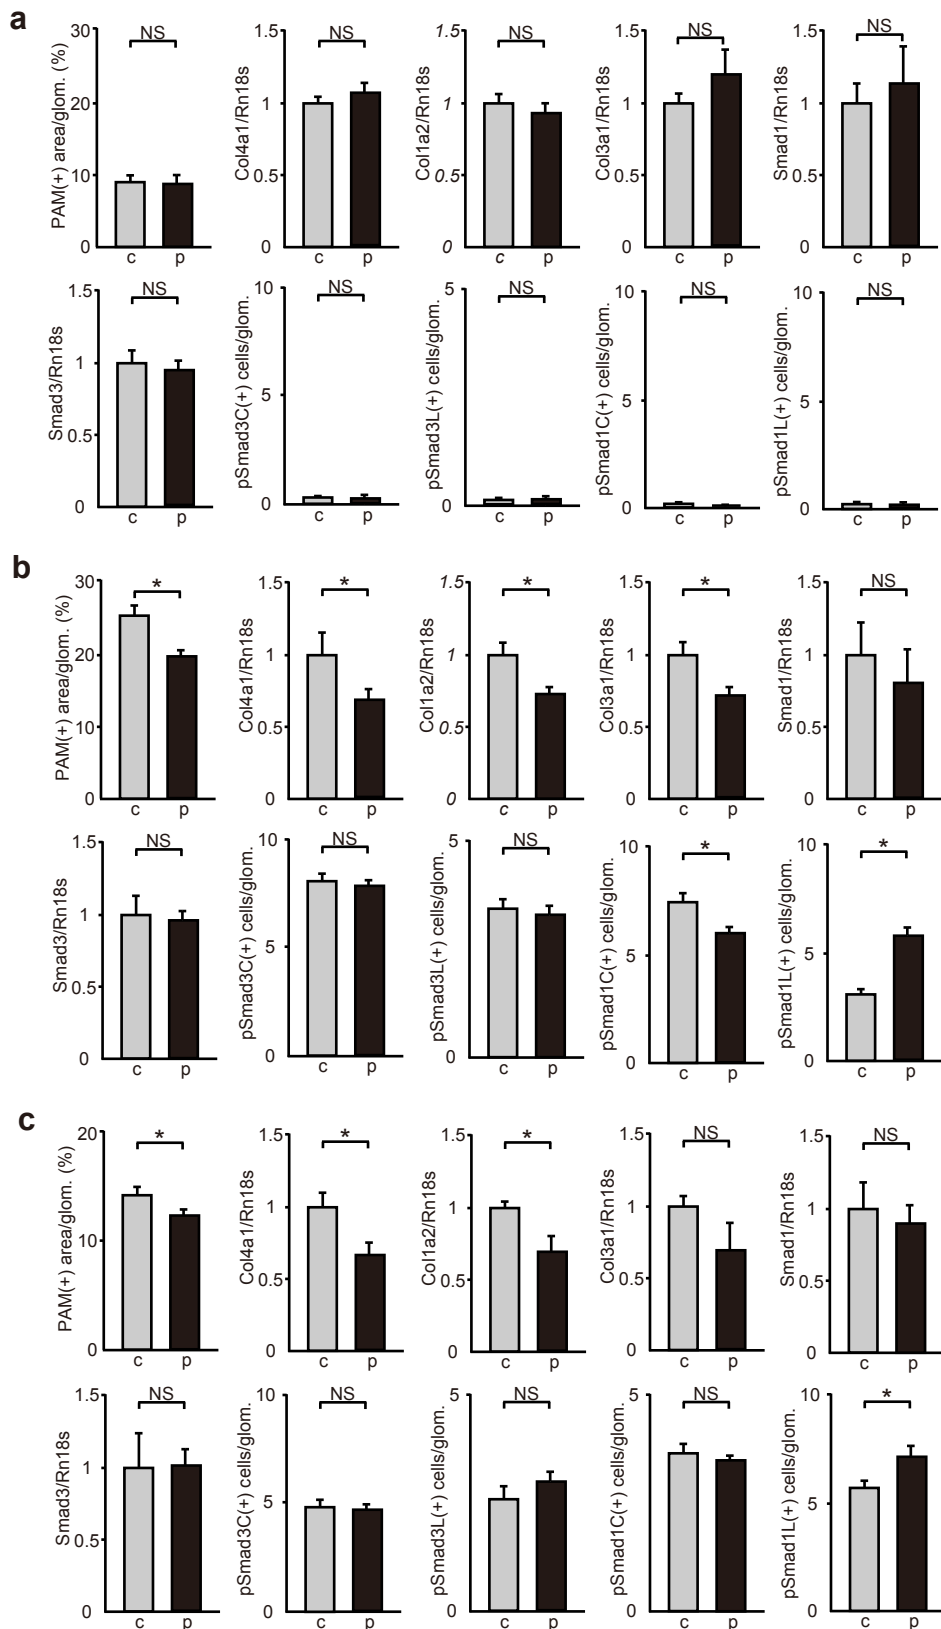 a
PAM(+) area/glom. (%)
30
20
10
0
NS
c p
Col4a1/Rn18s
1.5
1
0.5
0
NS
c p
Col1a2/Rn18s
1.5
1
0.5
0
NS
c p
Col3a1/Rn18s
1.5
1
0.5
0
NS
c p
Smad1/Rn18s
1.5
1
0.5
0
NS
c p
Smad3/Rn18s
1.5
1
0.5
0
NS
c p
pSmad3C(+) cells/glom.
10
5
0
NS
c p
pSmad3L(+) cells/glom.
5
0
NS
c p
pSmad1C(+) cells/glom.
10
5
0
NS
c p
pSmad1L(+) cells/glom.
10
5
0
NS
c p
b
PAM(+) area/glom. (%)
30
20
10
0
*
c p
Col4a1/Rn18s
1.5
1
0.5
0
*
c p
Col1a2/Rn18s
1.5
1
0.5
0
*
c p
Col3a1/Rn18s
1.5
1
0.5
0
*
c p
Smad1/Rn18s
1.5
1
0.5
0
NS
c p
Smad3/Rn18s
1.5
1
0.5
0
NS
c p
pSmad3C(+) cells/glom.
10
5
0
NS
c p
pSmad3L(+) cells/glom.
5
0
NS
c p
pSmad1C(+) cells/glom.
10
5
0
*
c p
pSmad1L(+) cells/glom.
10
5
0
*
c p
c
PAM(+) area/glom. (%)
20
10
0
*
c p
Col4a1/Rn18s
1.5
1
0.5
0
*
c p
Col1a2/Rn18s
1.5
1
0.5
0
*
c p
Col3a1/Rn18s
1.5
1
0.5
0
NS
c p
Smad1/Rn18s
1.5
1
0.5
0
NS
c p
Smad3/Rn18s
1.5
1
0.5
0
NS
c p
pSmad3C(+) cells/glom.
10
5
0
NS
c p
pSmad3L(+) cells/glom.
5
0
NS
c p
pSmad1C(+) cells/glom.
5
0
NS
c p
pSmad1L(+) cells/glom.
10
5
0
*
c p